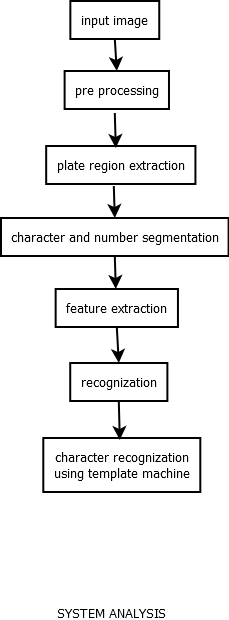 input image
pre processing
plate region extraction
character and number segmentation
feature extraction
recognization
character recognization
using template machine
SYSTEM ANALYSIS